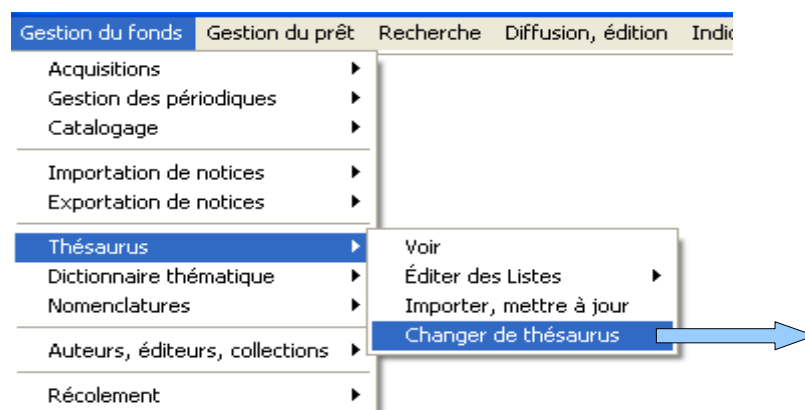 Gestion du fonds Gestion du prêt Recherche Diffusion, édition
Acquisitions
Gestion des périodiques
Catalogage
Importation de notices
Exportation de notices
Thésaurus
Voir
Dictionnaire thématique
Éditer des Listes
Nomenclatures
Importer, mettre à jour
Changer de thésaurus
Auteurs, éditeurs, collections
Récolement